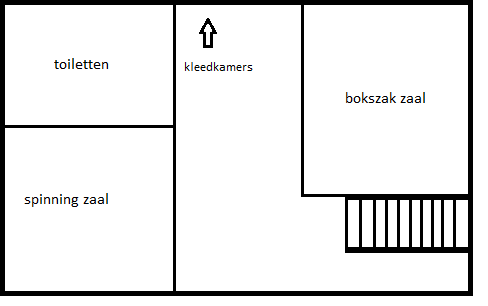 toiletten
kleedkamers
bokszak zaal
spinning zaal